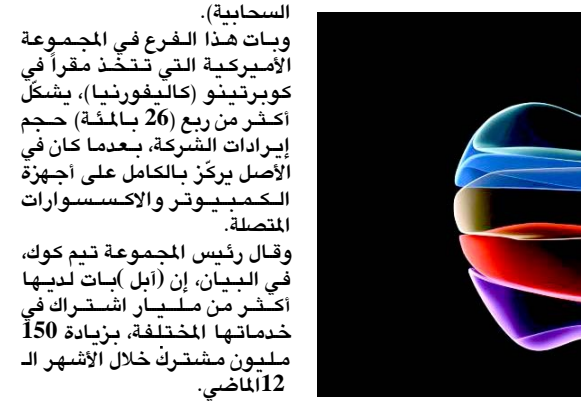 السحابية).
وبات هذا الفرع في المجموعة
الأميركية التي تتخذ مقراً في
كوبرتينو (كاليفورنيا)، يشكّل
أكثر من ربع (26 بالمئة) حجم
إيرادات الشركة، بعدما كان في
الأصل يركّز بالكامل على أجهزة
الكمبيوتر والاكسسوارات
المتصلة.
وقال رئيس المجموعة تيم كوك،
في البيان، إن (آبل )بات لديها
أكثر من مليار اشتراك في
خدماتها المختلفة، بزيادة 150
مليون مشترك خلال الأشهر الـ
12الماضي.